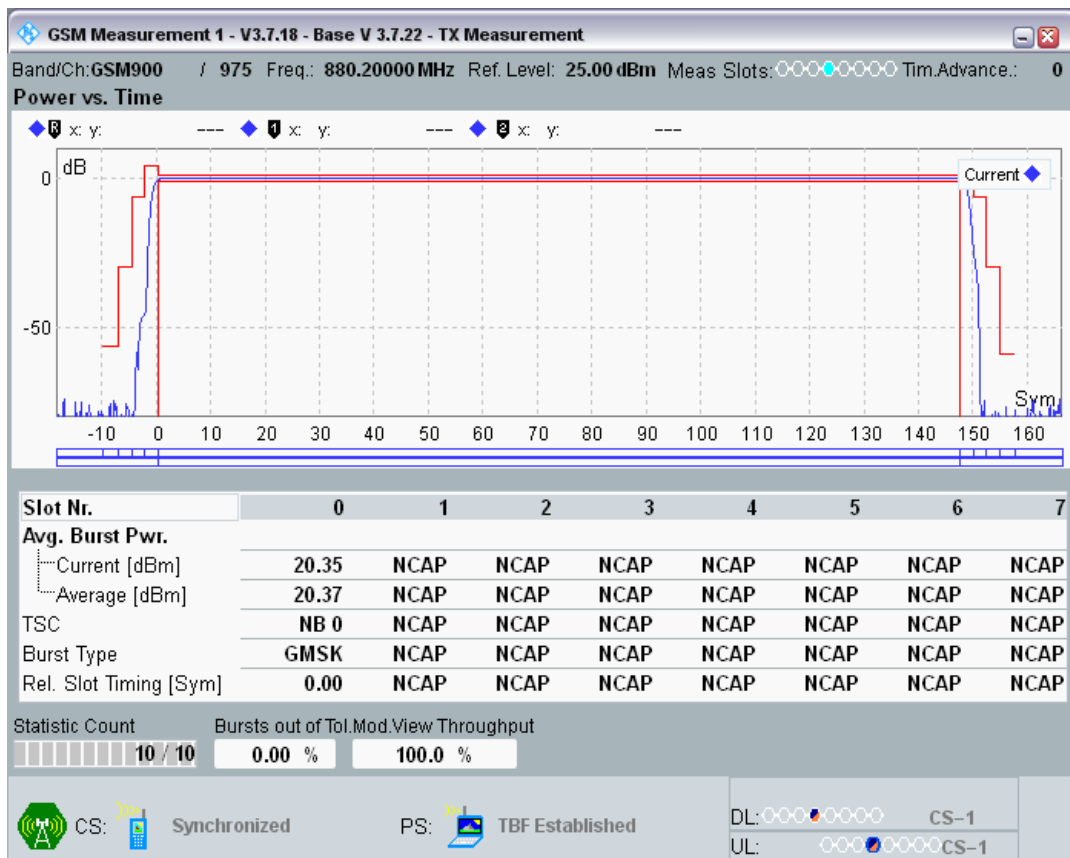 GSM Measurement 1 - V3.7.18 - Base V 3.7.22 - TX Measurement
Band/Ch:GSM900 / 975 Freq.: 880.20000 MHz Ref. Level: 25.00 dBm Meas Slots: Tim.Advance.: 0
Power vs. Time
R x: y: --- 1 x: y: --- 2 x: y: ---
dB
Current
0
-50
Sym
-10 0 10 20 30 40 50 60 70 80 90 100 110 120 130 140 150 160
Slot Nr. 0 1 2 3 4 5 6 7
Avg. Burst Pwr.
Current [dBm] 20.35 NCAP NCAP NCAP NCAP NCAP NCAP NCAP
Average [dBm] 20.37 NCAP NCAP NCAP NCAP NCAP NCAP NCAP
TSC NB 0 NCAP NCAP NCAP NCAP NCAP NCAP NCAP
Burst Type GMSK NCAP NCAP NCAP NCAP NCAP NCAP NCAP
Rel. Slot Timing [Sym] 0.00 NCAP NCAP NCAP NCAP NCAP NCAP NCAP
Statistic Count Bursts out of Tol.Mod.View Throughput
10 / 10 0.00 % 100.0 %
CS: Synchronized PS: TBF Established
DL: CS-1
UL: CS-1